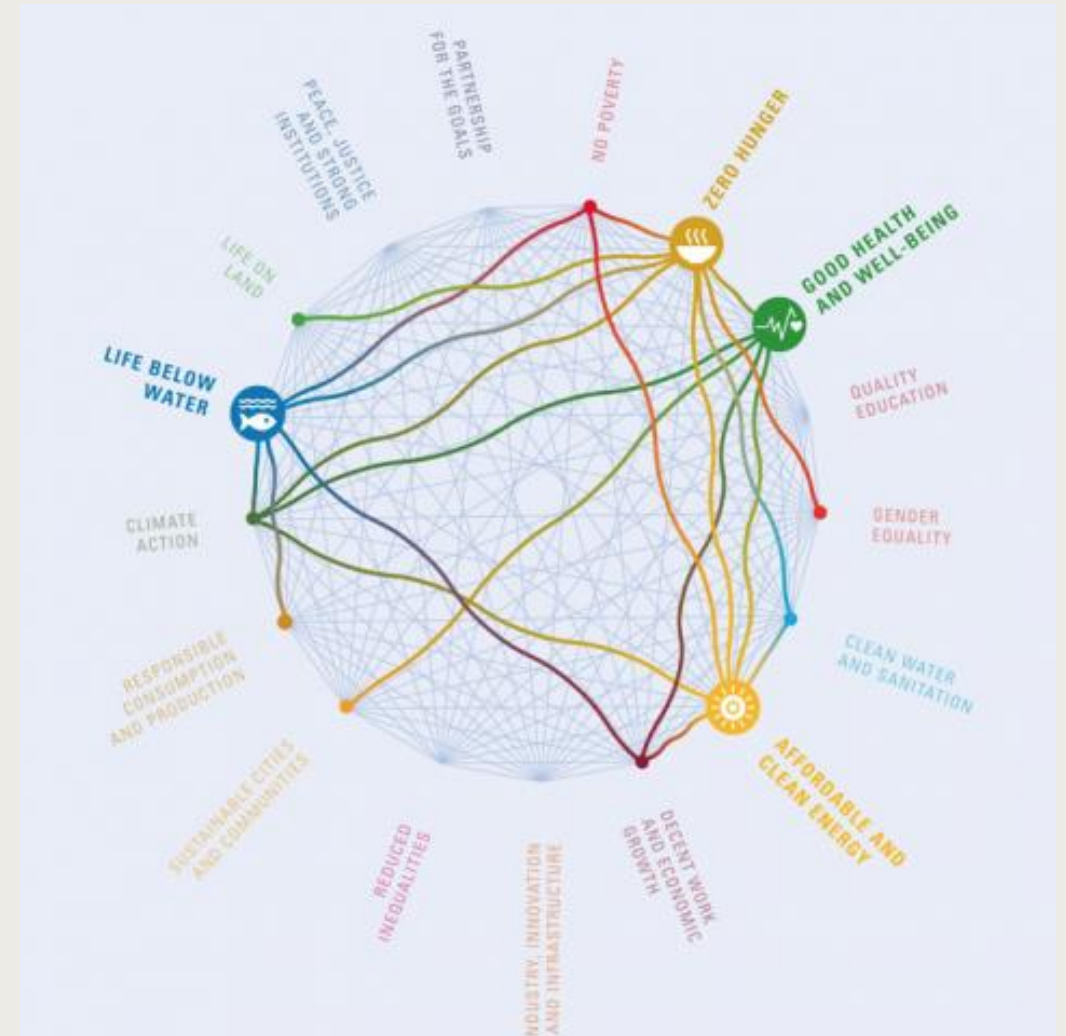 NO POVERTY
ZERO HUNGER
GOOD HEALTH
AND WELL-BEING
QUALITY
EDUCATION
GENDER
EQUALITY
CLEAN WATER
AND SANITATION
AFFORDABLE AND
CLEAN ENERGY
DECENT WORK
AND ECONOMIC
GROWTH
NDUSTRY, INNOVATION
AND INFRASTRUCTURE
REDUCED
INEQUALITIES
SUSTAINABLE CITIES
AND COMMUNITIES
RESPONSIBLE
CONSUMPTION
AND PRODUCTION
CLIMATE
ACTION
LIFE BELOW
WATER
LIFE ON
LAND
PEACE, JUSTICE
AND STRONG
INSTITUTIONS
PARTNERSHIP
FOR THE GOALS